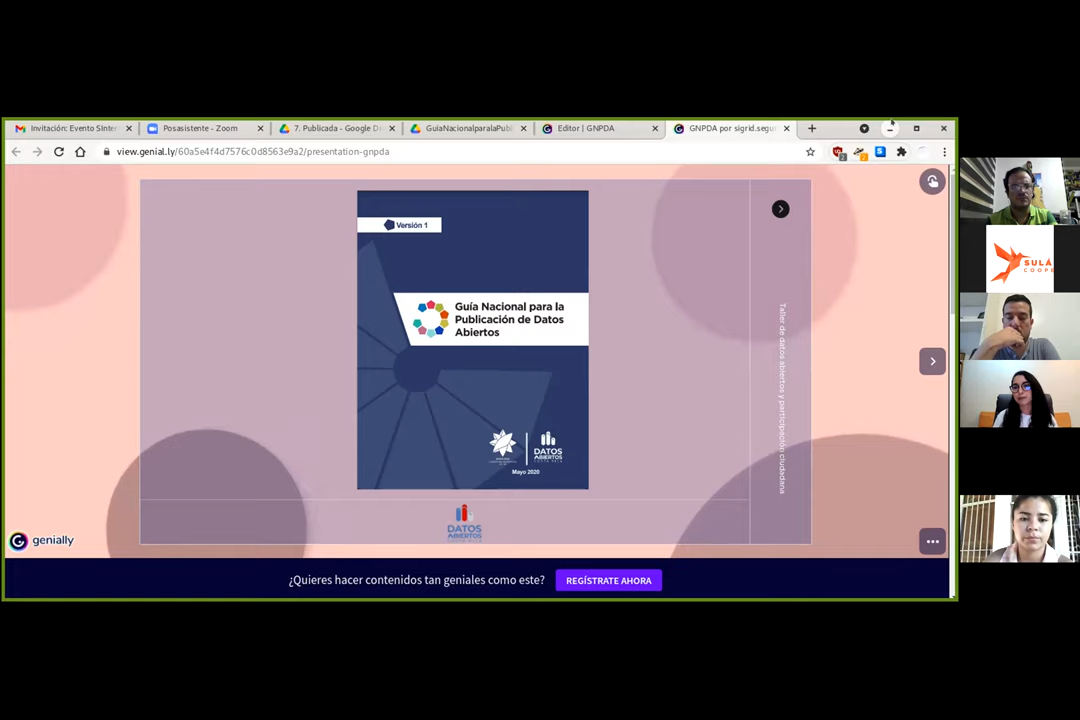 Invitación: Evento SInter
Posasistente - Zoom
7. Publicada - Google D
GuiaNacionalparalaPubl
Editor | GNPDA
GNPDA por sigrid.segu
view.genial.ly/60a5e4f4d7576c0d8563e9a2/presentation-gnpda
Versión 1
Guía Nacional para la
Publicación de Datos
Abiertos
DATOS
ABIERTOS
Mayo 2020
Taller de datos abiertos y participación ciudadana
DATOS
ABIERTOS
genially
¿Quieres hacer contenidos tan geniales como este?
REGÍSTRATE AHORA
SULÁ
COOPE